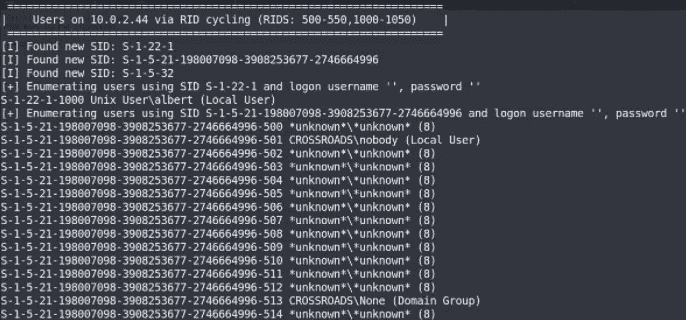 =================================================
| Users on 10.0.2.44 via RID cycling (RIDS: 500-550,1000-1050) |
=================================================
[I] Found new SID: S-1-22-1
[I] Found new SID: S-1-5-21-198007098-3908253677-2746664996
[I] Found new SID: S-1-5-32
[+] Enumerating users using SID S-1-22-1 and logon username '', password ''
S-1-22-1-1000 Unix User\albert (Local User)
[+] Enumerating users using SID S-1-5-21-198007098-3908253677-2746664996 and logon username '', password ''
S-1-5-21-198007098-3908253677-2746664996-500 *unknown*\*unknown* (8)
S-1-5-21-198007098-3908253677-2746664996-501 CROSSROADS\nobody (Local User)
S-1-5-21-198007098-3908253677-2746664996-502 *unknown*\*unknown* (8)
S-1-5-21-198007098-3908253677-2746664996-503 *unknown*\*unknown* (8)
S-1-5-21-198007098-3908253677-2746664996-504 *unknown*\*unknown* (8)
S-1-5-21-198007098-3908253677-2746664996-505 *unknown*\*unknown* (8)
S-1-5-21-198007098-3908253677-2746664996-506 *unknown*\*unknown* (8)
S-1-5-21-198007098-3908253677-2746664996-507 *unknown*\*unknown* (8)
S-1-5-21-198007098-3908253677-2746664996-508 *unknown*\*unknown* (8)
S-1-5-21-198007098-3908253677-2746664996-509 *unknown*\*unknown* (8)
S-1-5-21-198007098-3908253677-2746664996-510 *unknown*\*unknown* (8)
S-1-5-21-198007098-3908253677-2746664996-511 *unknown*\*unknown* (8)
S-1-5-21-198007098-3908253677-2746664996-512 *unknown*\*unknown* (8)
S-1-5-21-198007098-3908253677-2746664996-513 CROSSROADS\None (Domain Group)
S-1-5-21-198007098-3908253677-2746664996-514 *unknown*\*unknown* (8)